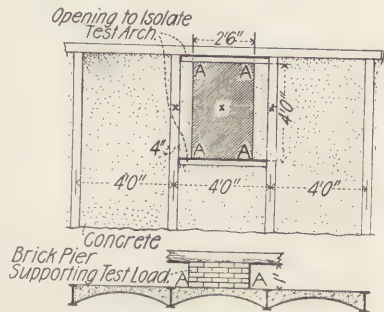 Opening to Isolate
Test Arch.
2'6"
A A
x x x
4'0"
4"
A A
4'0" 4'0" 4'0"
Concrete
Brick Pier
Supporting Test Load.
A A
1"